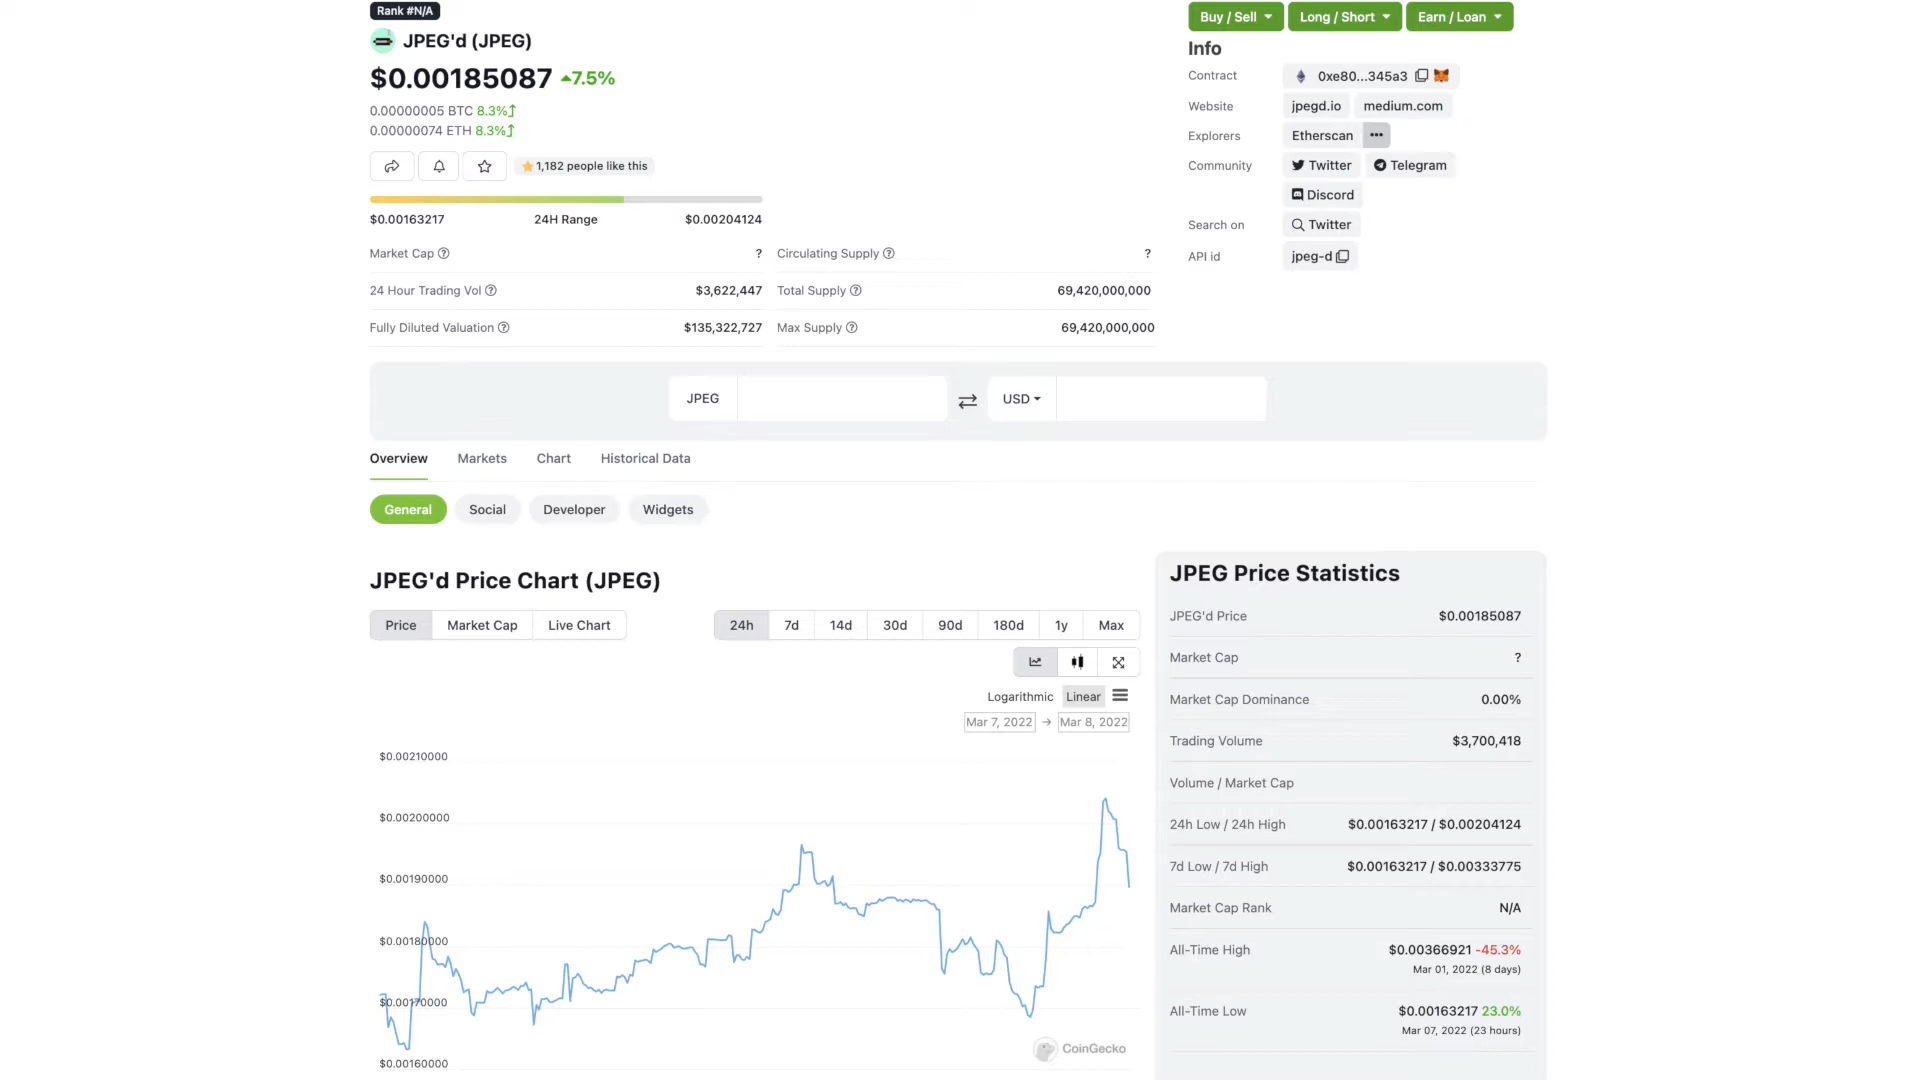 Rank #N/A
JPEG'd (JPEG)
$0.00185087 7.5%
0.00000005 BTC 8.3%
0.00000074 ETH 8.3%
1,182 people like this
$0.00163217 24H Range $0.00204124
Market Cap ?
24 Hour Trading Vol $3,622,447
Fully Diluted Valuation $135,322,727
Circulating Supply ?
Total Supply 69,420,000,000
Max Supply 69,420,000,000
Buy / Sell Long / Short Earn / Loan
Info
Contract 0xe80...345a3
Website jpegd.io medium.com
Explorers Etherscan •••
Community Twitter Telegram
Discord
Search on Twitter
API id jpeg-d
JPEG USD
Overview Markets Chart Historical Data
General Social Developer Widgets
JPEG'd Price Chart (JPEG)
Price Market Cap Live Chart
24h 7d 14d 30d 90d 180d 1y Max
Logarithmic Linear
Mar 7, 2022 → Mar 8, 2022
$0.00210000
$0.00200000
$0.00190000
$0.00180000
$0.00170000
$0.00160000
CoinGecko
JPEG Price Statistics
JPEG'd Price $0.00185087
Market Cap ?
Market Cap Dominance 0.00%
Trading Volume $3,700,418
Volume / Market Cap
24h Low / 24h High $0.00163217 / $0.00204124
7d Low / 7d High $0.00163217 / $0.00333775
Market Cap Rank N/A
All-Time High $0.00366921 -45.3%
Mar 01, 2022 (8 days)
All-Time Low $0.00163217 23.0%
Mar 07, 2022 (23 hours)